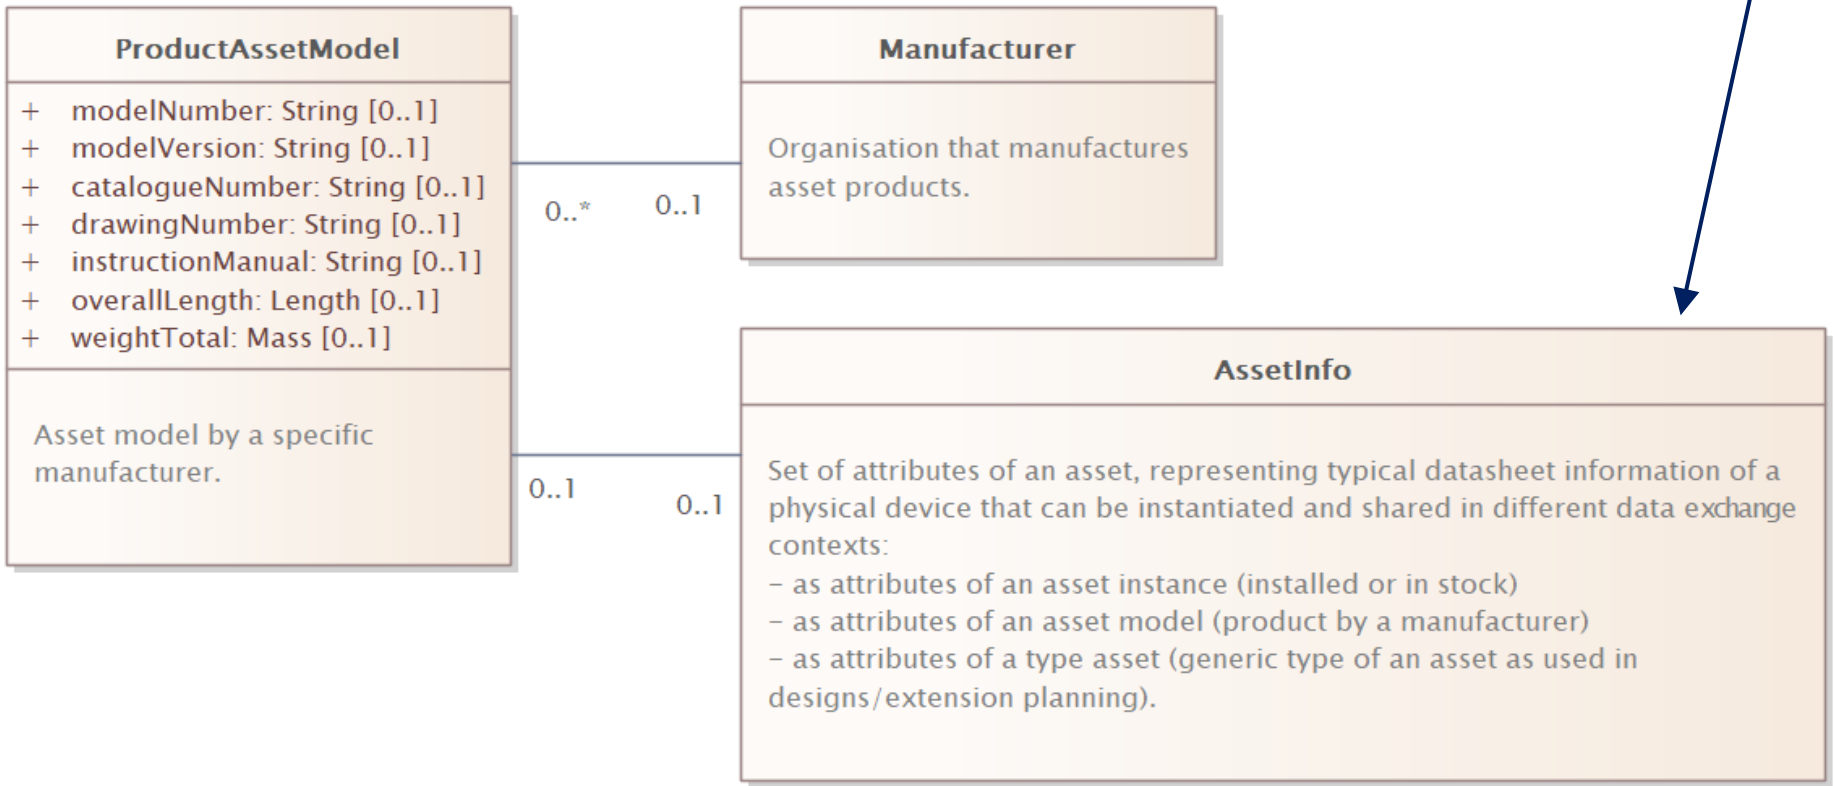 ProductAssetModel
+ modelNumber: String [0..1]
+ modelVersion: String [0..1]
+ catalogueNumber: String [0..1]
+ drawingNumber: String [0..1]
+ instructionManual: String [0..1]
+ overallLength: Length [0..1]
+ weightTotal: Mass [0..1]
Asset model by a specific
manufacturer.
0..*
0..1
Manufacturer
Organisation that manufactures
asset products.
0..1
0..1
AssetInfo
Set of attributes of an asset, representing typical datasheet information of a
physical device that can be instantiated and shared in different data exchange
contexts:
- as attributes of an asset instance (installed or in stock)
- as attributes of an asset model (product by a manufacturer)
- as attributes of a type asset (generic type of an asset as used in
designs/extension planning).